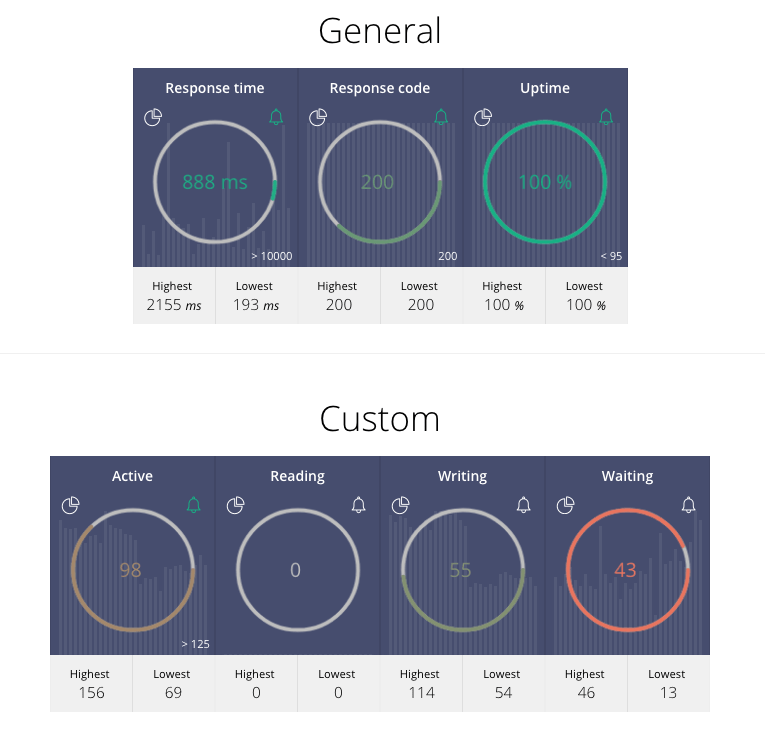 General
Response time Response code Uptime
888 ms 200 100 %
> 10000 200 < 95
Highest Lowest Highest Lowest Highest Lowest
2155 ms 193 ms 200 200 100 % 100 %
Custom
Active Reading Writing Waiting
98 0 55 43
> 125
Highest Lowest Highest Lowest Highest Lowest Highest Lowest
156 69 0 0 114 54 46 13